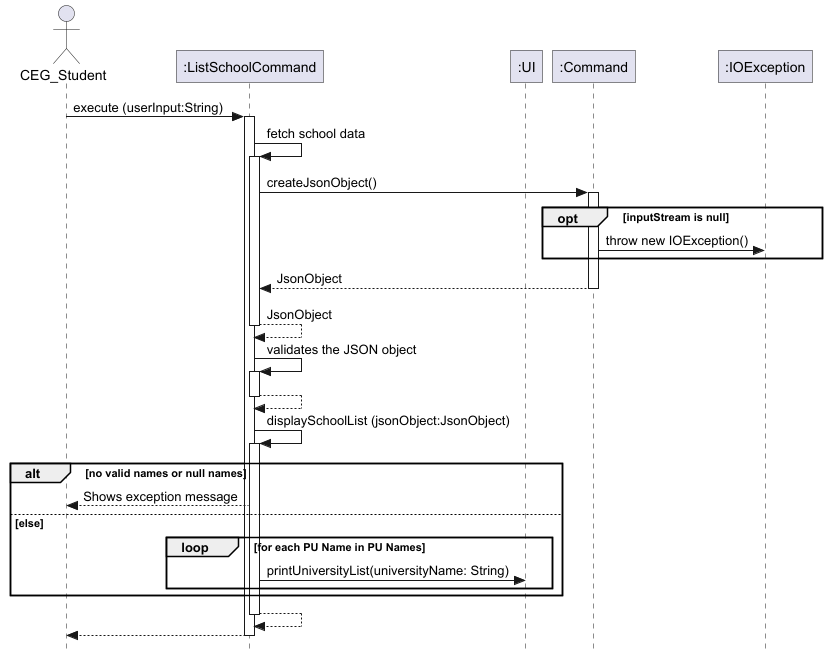 CEG_Student
:ListSchoolCommand
:UI
:Command
:IOException
execute (userInput:String)
fetch school data
createJsonObject()
opt
[inputStream is null]
throw new IOException()
JsonObject
JsonObject
validates the JSON object
displaySchoolList (jsonObject:JsonObject)
alt
[no valid names or null names]
Shows exception message
[else]
loop
[for each PU Name in PU Names]
printUniversityList(universityName: String)